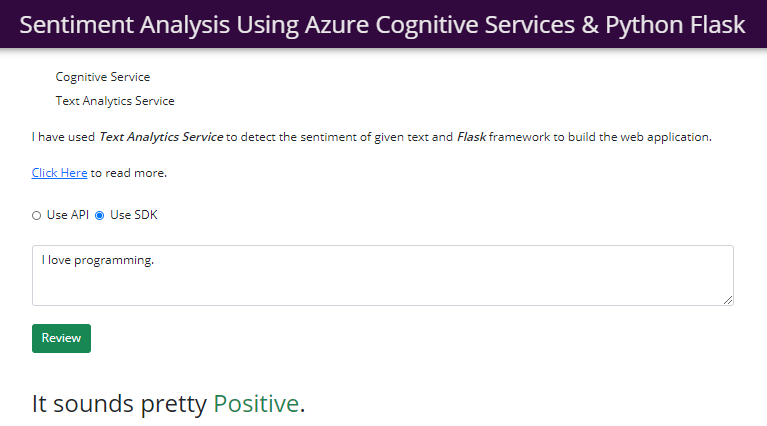 Sentiment Analysis Using Azure Cognitive Services & Python Flask
Cognitive Service
Text Analytics Service
I have used Text Analytics Service to detect the sentiment of given text and Flask framework to build the web application.
Click Here to read more.
Use API Use SDK
I love programming.
Review
It sounds pretty Positive.